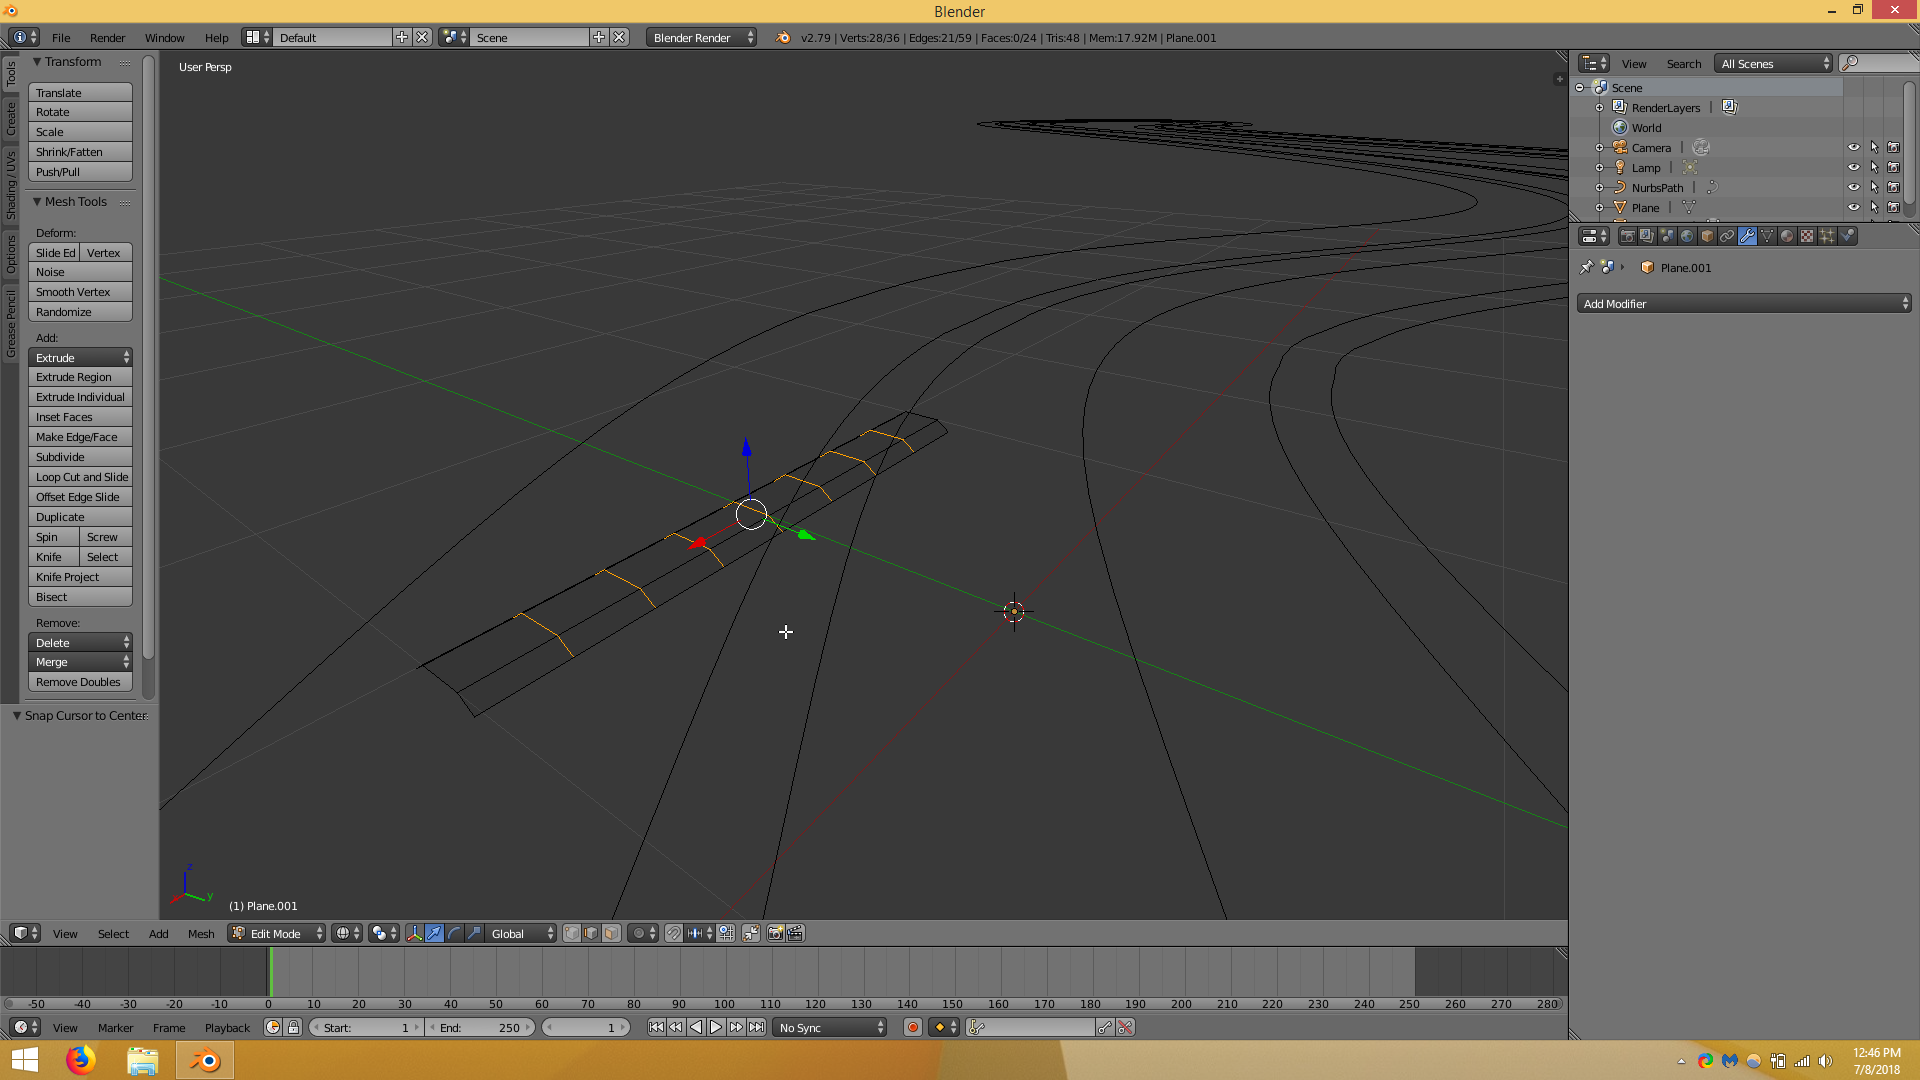 Blender
File Render Window Help Default Scene Blender Render v2.79 | Verts:28/36 | Edges:21/59 | Faces:0/24 | Tris:48 | Mem:17.92M | Plane.001
Tools
Create
Shading / UVs
Options
Grease Pencil
Transform
Translate
Rotate
Scale
Shrink/Fatten
Push/Pull
Mesh Tools
Deform:
Slide Ed Vertex
Noise
Smooth Vertex
Randomize
Add:
Extrude
Extrude Region
Extrude Individual
Inset Faces
Make Edge/Face
Subdivide
Loop Cut and Slide
Offset Edge Slide
Duplicate
Spin Screw
Knife Select
Knife Project
Bisect
Remove:
Delete
Merge
Remove Doubles
Snap Cursor to Center
User Persp
z
y
(1) Plane.001
View Search All Scenes
Scene
RenderLayers |
World
Camera |
Lamp |
NurbsPath |
Plane |
Plane.001
Add Modifier
View Select Add Mesh Edit Mode Global
-50 -40 -30 -20 -10 0 10 20 30 40 50 60 70 80 90 100 110 120 130 140 150 160 170 180 190 200 210 220 230 240 250 260 270 280
View Marker Frame Playback Start: 1 End: 250 1 No Sync
12:46 PM
7/8/2018